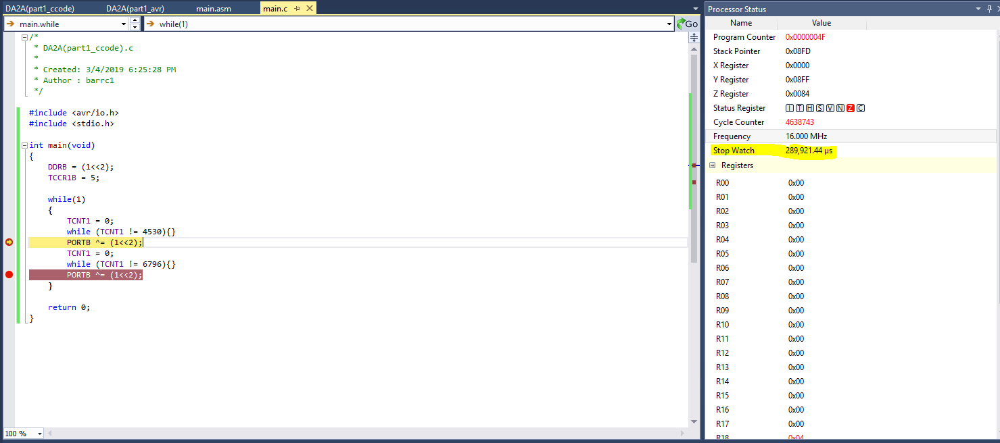 DA2A(part1_ccode) DA2A(part1_avr) main.asm main.c
main.while while(1) Go
/*
 * DA2A(part1_ccode).c
 *
 * Created: 3/4/2019 6:25:28 PM
 * Author : barrc1
 */
#include <avr/io.h>
#include <stdio.h>
int main(void)
{
DDRB = (1<<2);
TCCR1B = 5;
while(1)
{
TCNT1 = 0;
while (TCNT1 != 4530){}
PORTB ^= (1<<2);
TCNT1 = 0;
while (TCNT1 != 6796){}
PORTB ^= (1<<2);
}
return 0;
}
100 %
Processor Status
Name Value
Program Counter 0x0000004F
Stack Pointer 0x08FD
X Register 0x0000
Y Register 0x08FF
Z Register 0x0084
Status Register I T H S V N Z C
Cycle Counter 4638743
Frequency 16.000 MHz
Stop Watch 289,921.44 µs
Registers
R00 0x00
R01 0x00
R02 0x00
R03 0x00
R04 0x00
R05 0x00
R06 0x00
R07 0x00
R08 0x00
R09 0x00
R10 0x00
R11 0x00
R12 0x00
R13 0x00
R14 0x00
R15 0x00
R16 0x00
R17 0x00
R18 0x04